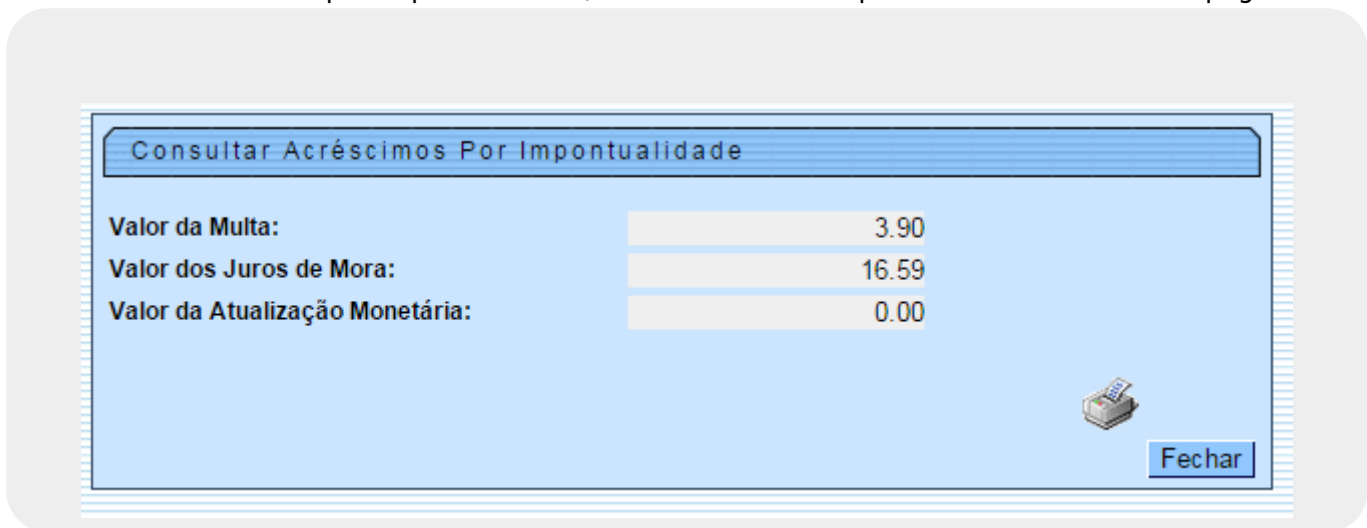 Consultar Acréscimos Por Impontualidade
Valor da Multa: 3.90
Valor dos Juros de Mora: 16.59
Valor da Atualização Monetária: 0.00
Fechar